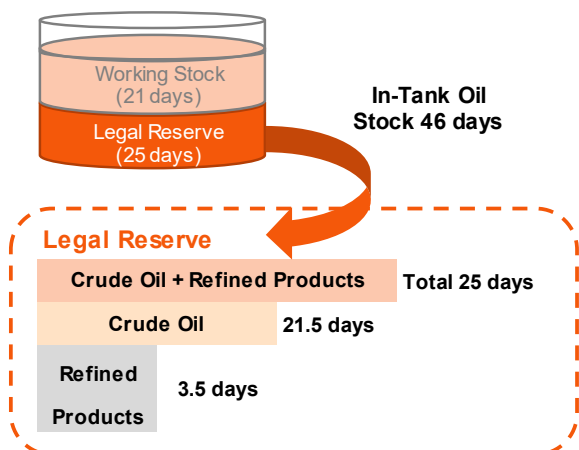 Working Stock
(21 days)
Legal Reserve
(25 days)
In-Tank Oil
Stock 46 days
Legal Reserve
Crude Oil + Refined Products
Total 25 days
Crude Oil
21.5 days
Refined
Products
3.5 days